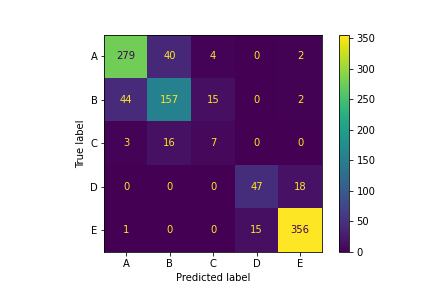 350
A 279 40 4 0 2
300
B 44 157 15 0 2
250
200
True label
C 3 16 7 0 0
150
D 0 0 0 47 18
100
50
E 1 0 0 15 356
0
A B C D E
Predicted label